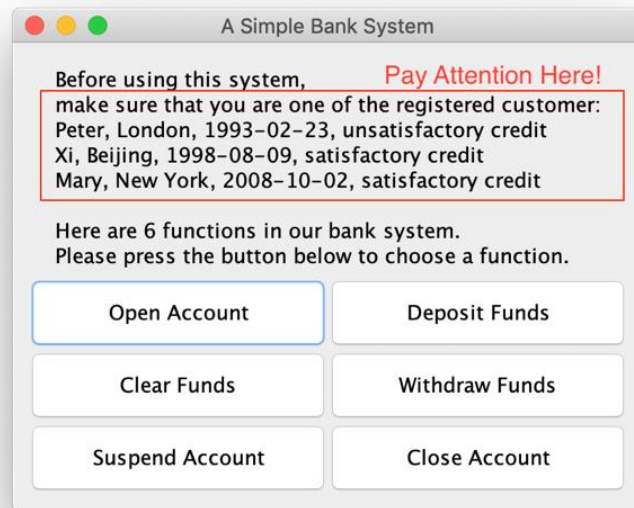 A Simple Bank System
Before using this system,
Pay Attention Here!
make sure that you are one of the registered customer:
Peter, London, 1993-02-23, unsatisfactory credit
Xi, Beijing, 1998-08-09, satisfactory credit
Mary, New York, 2008-10-02, satisfactory credit
Here are 6 functions in our bank system.
Please press the button below to choose a function.
Open Account
Deposit Funds
Clear Funds
Withdraw Funds
Suspend Account
Close Account